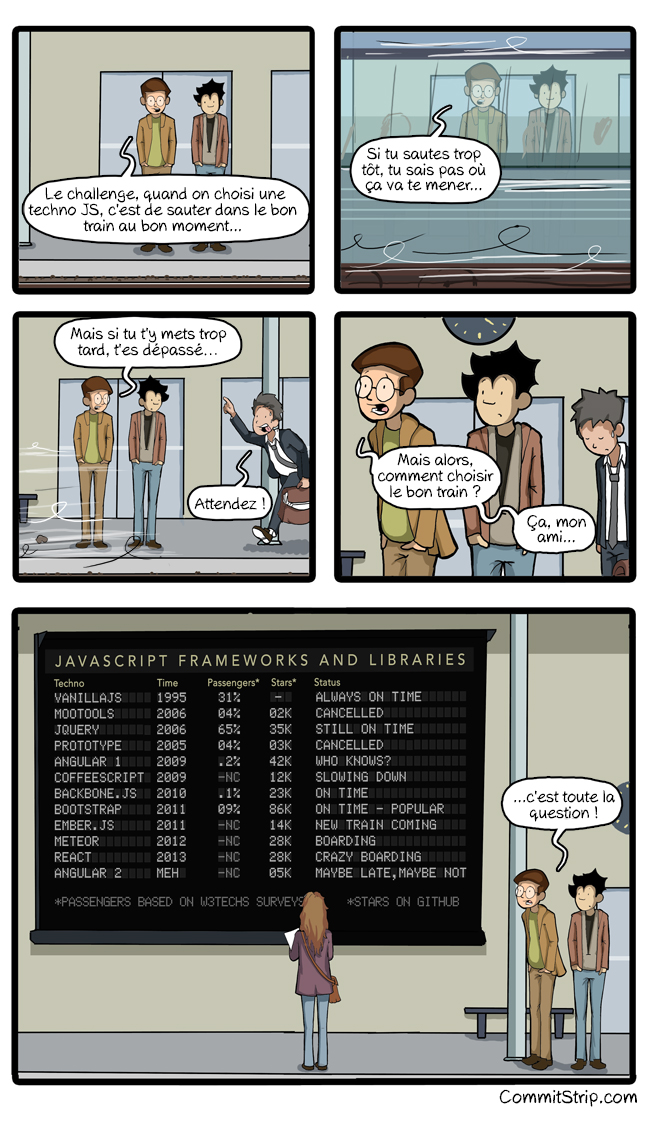 Le challenge, quand on choisi une
techno JS, c'est de sauter dans le bon
train au bon moment...
Si tu sautes trop
tôt, tu sais pas où
ça va te mener...
Mais si tu t'y mets trop
tard, t'es dépassé...
Attendez !
Mais alors,
comment choisir
le bon train ?
Ça, mon
ami...
JAVASCRIPT FRAMEWORKS AND LIBRARIES
Techno Time Passengers* Stars* Status
VANILLAJS 1995 31% - ALWAYS ON TIME
MOOTOOLS 2006 04% 02K CANCELLED
JQUERY 2006 65% 35K STILL ON TIME
PROTOTYPE 2005 04% 03K CANCELLED
ANGULAR 1 2009 .2% 42K WHO KNOWS?
COFFEESCRIPT 2009 -NC 12K SLOWING DOWN
BACKBONE.JS 2010 .1% 23K ON TIME
BOOTSTRAP 2011 09% 86K ON TIME - POPULAR
EMBER.JS 2011 -NC 14K NEW TRAIN COMING
METEOR 2012 -NC 28K BOARDING
REACT 2013 -NC 28K CRAZY BOARDING
ANGULAR 2 MEH -NC 05K MAYBE LATE,MAYBE NOT
*PASSENGERS BASED ON W3TECHS SURVEYS *STARS ON GITHUB
...c'est toute la
question !
CommitStrip.com